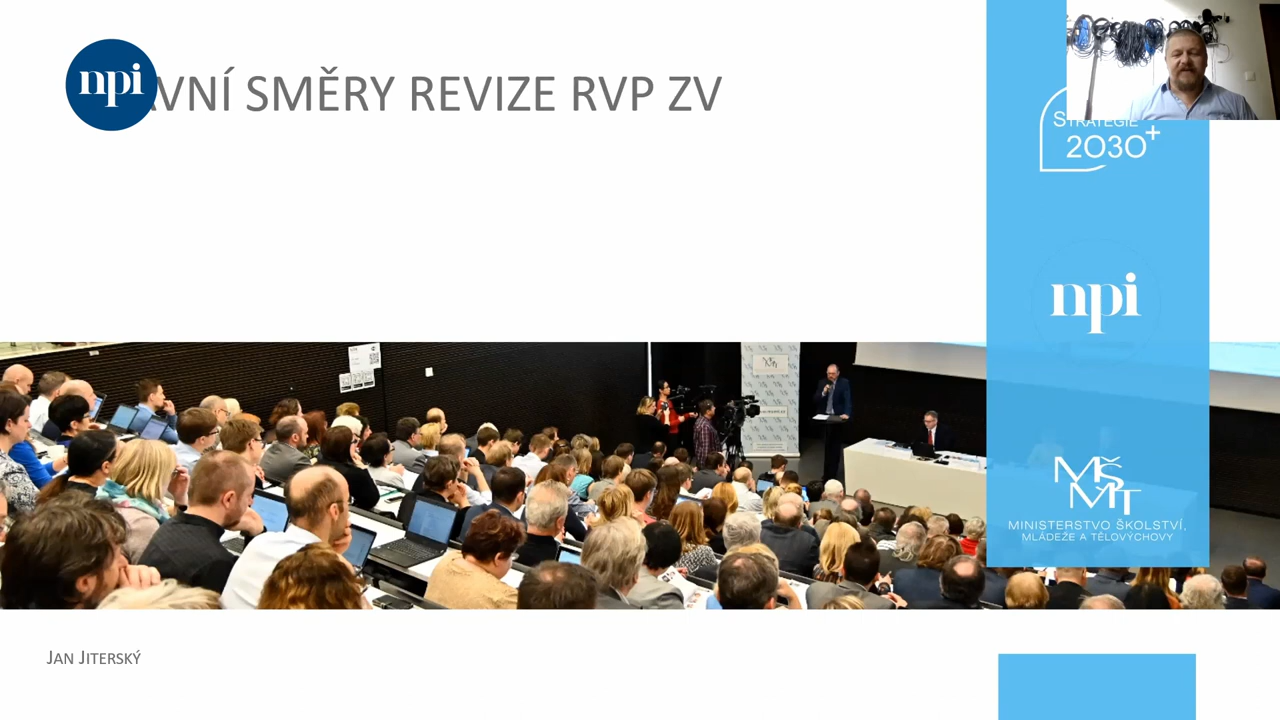 npi
VNÍ SMĚRY REVIZE RVP ZV
STRATEGIE
2030+
npi
MŠMT
MINISTERSTVO ŠKOLSTVÍ,
MLÁDEŽE A TĚLOVÝCHOVY
JAN JITERSKÝ